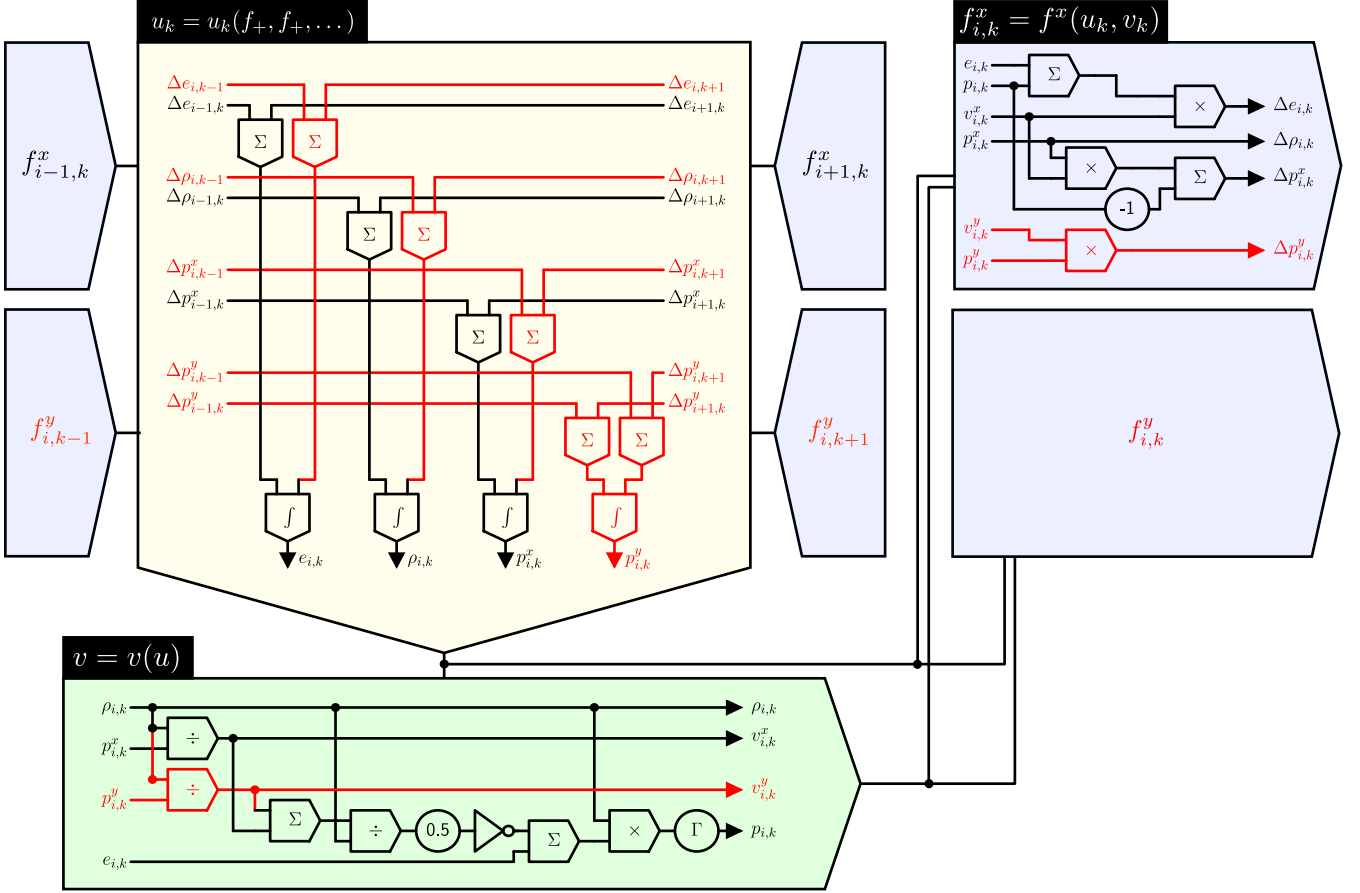 u_k = u_k(f_+, f_+, . . .)
f^x_{i,k} = f^x(u_k, v_k)
f^x_{i−1,k}
f^y_{i,k−1}
Δe_{i,k−1} Δe_{i,k+1}
Δe_{i−1,k} Δe_{i+1,k}
Σ Σ
Δρ_{i,k−1} Δρ_{i,k+1}
Δρ_{i−1,k} Δρ_{i+1,k}
Σ Σ
Δp^x_{i,k−1} Δp^x_{i,k+1}
Δp^x_{i−1,k} Δp^x_{i+1,k}
Σ Σ
Δp^y_{i,k−1} Δp^y_{i,k+1}
Δp^y_{i−1,k} Δp^y_{i+1,k}
Σ Σ
∫ ∫ ∫ ∫
e_{i,k} ρ_{i,k} p^x_{i,k} p^y_{i,k}
f^x_{i+1,k}
f^y_{i,k+1}
e_{i,k}
p_{i,k} Σ
v^x_{i,k} × Δe_{i,k}
p^x_{i,k} Δρ_{i,k}
× Σ Δp^x_{i,k}
-1
v^y_{i,k}
p^y_{i,k} × Δp^y_{i,k}
f^y_{i,k}
v = v(u)
ρ_{i,k} ρ_{i,k}
p^x_{i,k} ÷ v^x_{i,k}
p^y_{i,k} ÷ v^y_{i,k}
Σ ÷ 0.5 Σ × Γ p_{i,k}
e_{i,k}